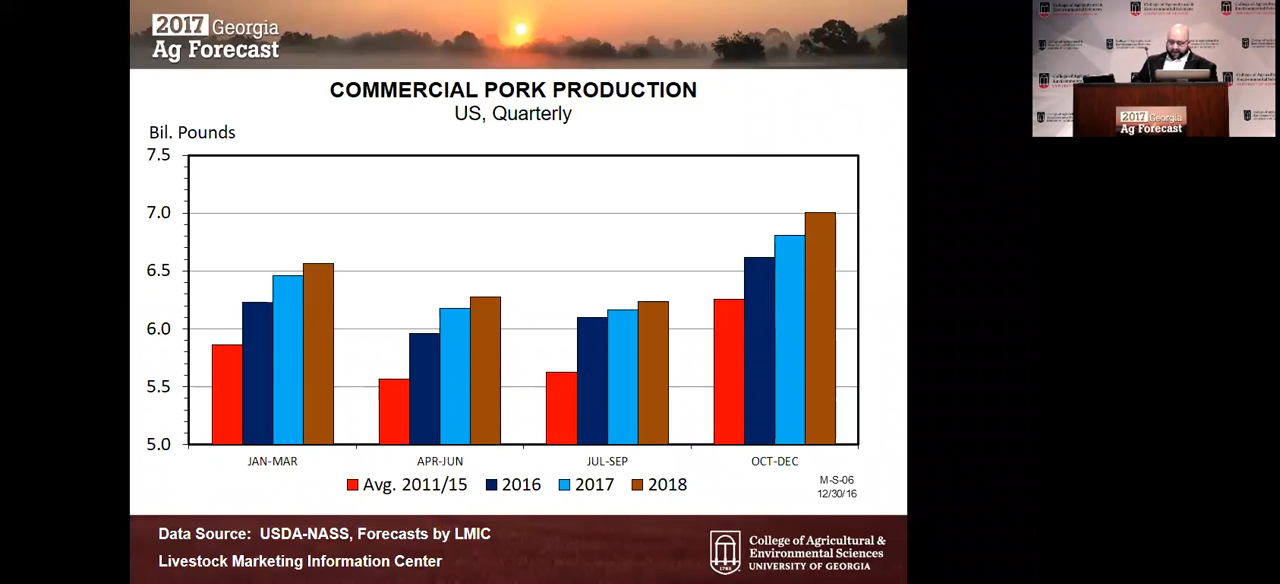 2017 Georgia
Ag Forecast
COMMERCIAL PORK PRODUCTION
US, Quarterly
Bil. Pounds
7.5
7.0
6.5
6.0
5.5
5.0
JAN-MAR APR-JUN JUL-SEP OCT-DEC
Avg. 2011/15 2016 2017 2018
M-S-06
12/30/16
Data Source: USDA-NASS, Forecasts by LMIC
Livestock Marketing Information Center
1785
College of Agricultural &
Environmental Sciences
UNIVERSITY OF GEORGIA
2017 Georgia
Ag Forecast